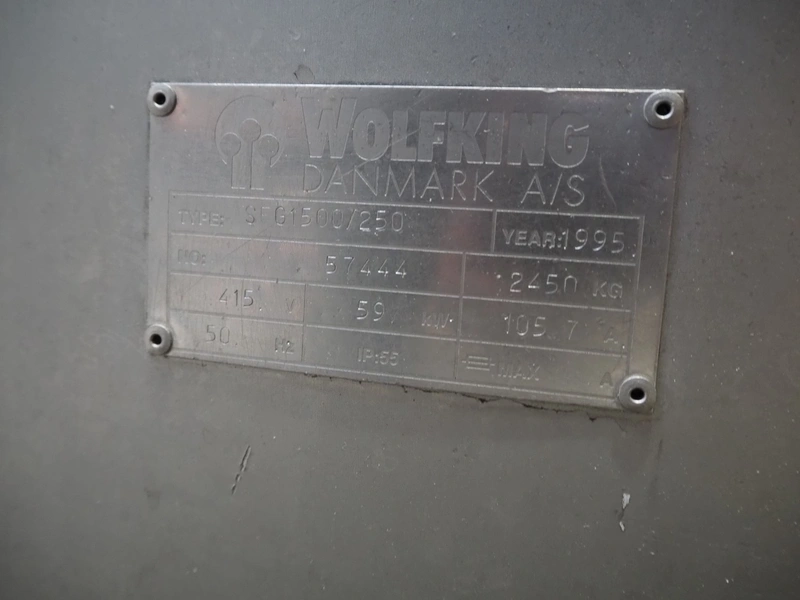 WOLFKING
DANMARK A/S
TYPE: SFG1500/250 YEAR: 1995
NO: 57444 2450 KG
415 V 59 KW 105.7 A
50 HZ IP:55 MAX A